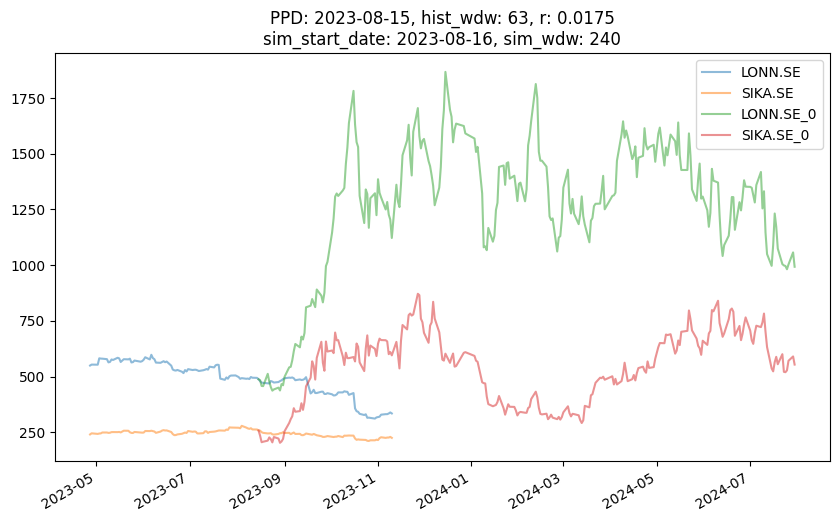 PPD: 2023-08-15, hist_wdw: 63, r: 0.0175
sim_start_date: 2023-08-16, sim_wdw: 240
LONN.SE
SIKA.SE
LONN.SE_0
SIKA.SE_0
1750
1500
1250
1000
750
500
250
2023-05
2023-07
2023-09
2023-11
2024-01
2024-03
2024-05
2024-07